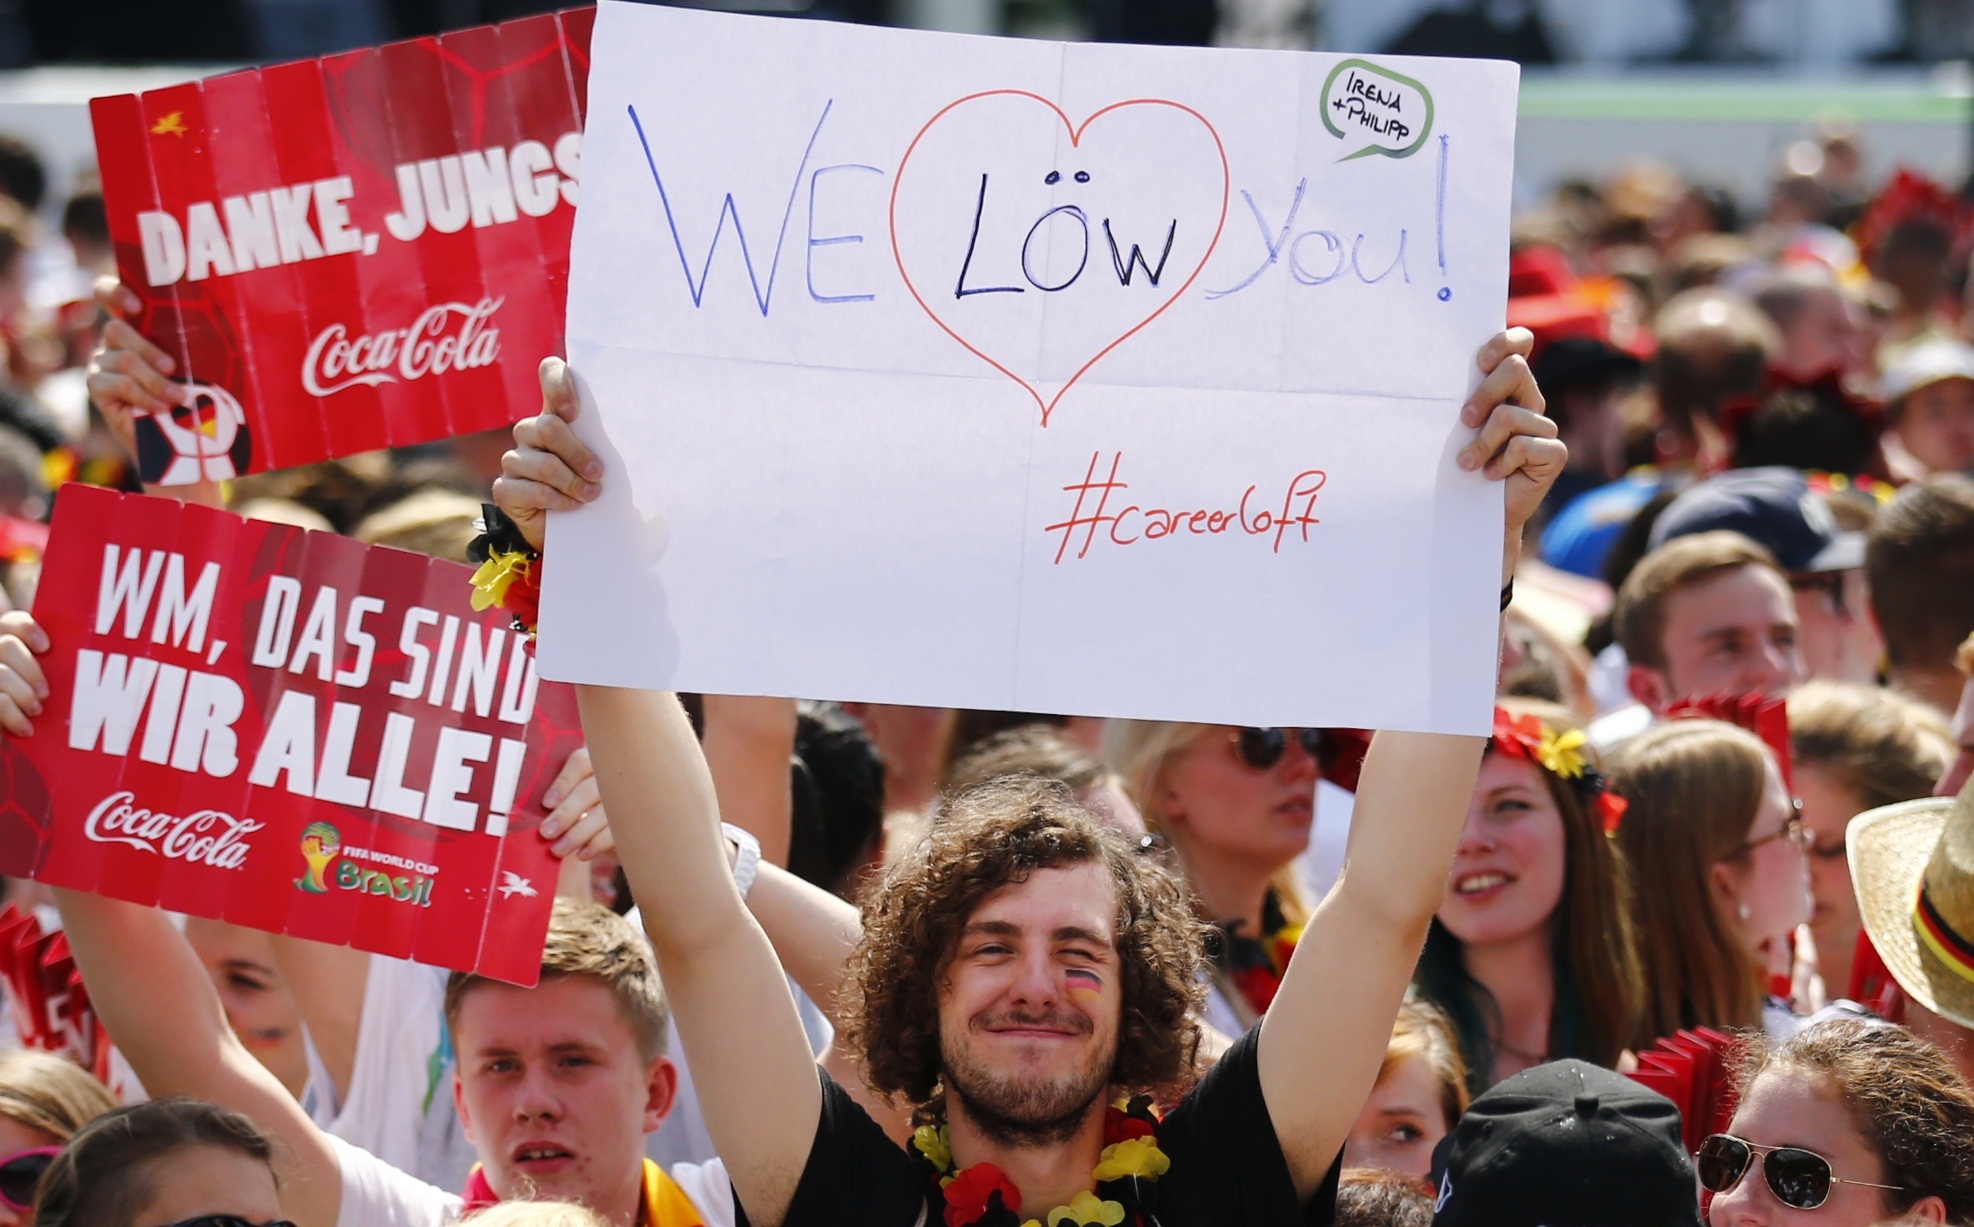 DANKE, JUNGS
Coca-Cola
WE LÖW YOU!
IRENA
+PHILIPP
#careerloft
WM, DAS SIND
WIR ALLE!
Coca-Cola
FIFA WORLD CUP
Brasil